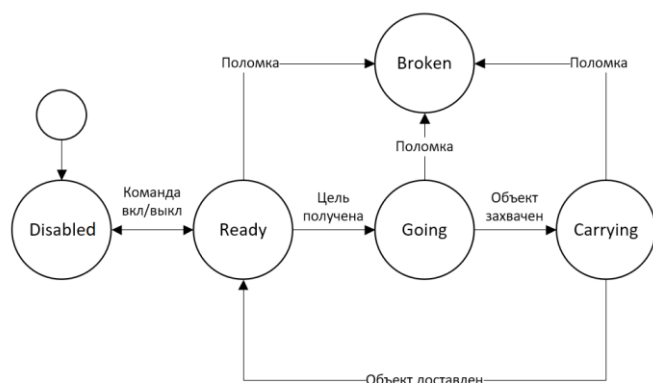 Поломка
Broken
Поломка
Поломка
Disabled
Команда
вкл/выкл
Ready
Цель
получена
Going
Объект
захвачен
Carrying
Объект доставлен